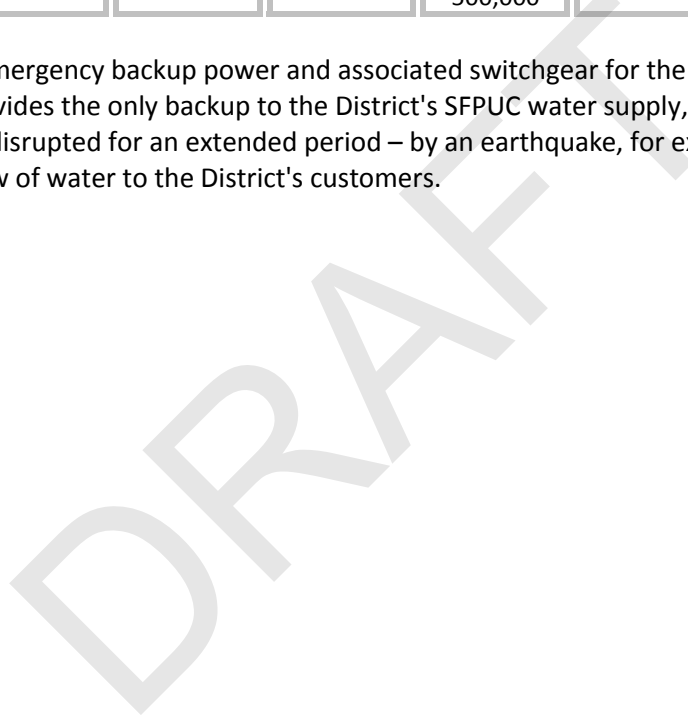 mergency backup power and associated switchgear for the
vides the only backup to the District's SFPUC water supply,
disrupted for an extended period – by an earthquake, for ex
w of water to the District's customers.
DRAFT